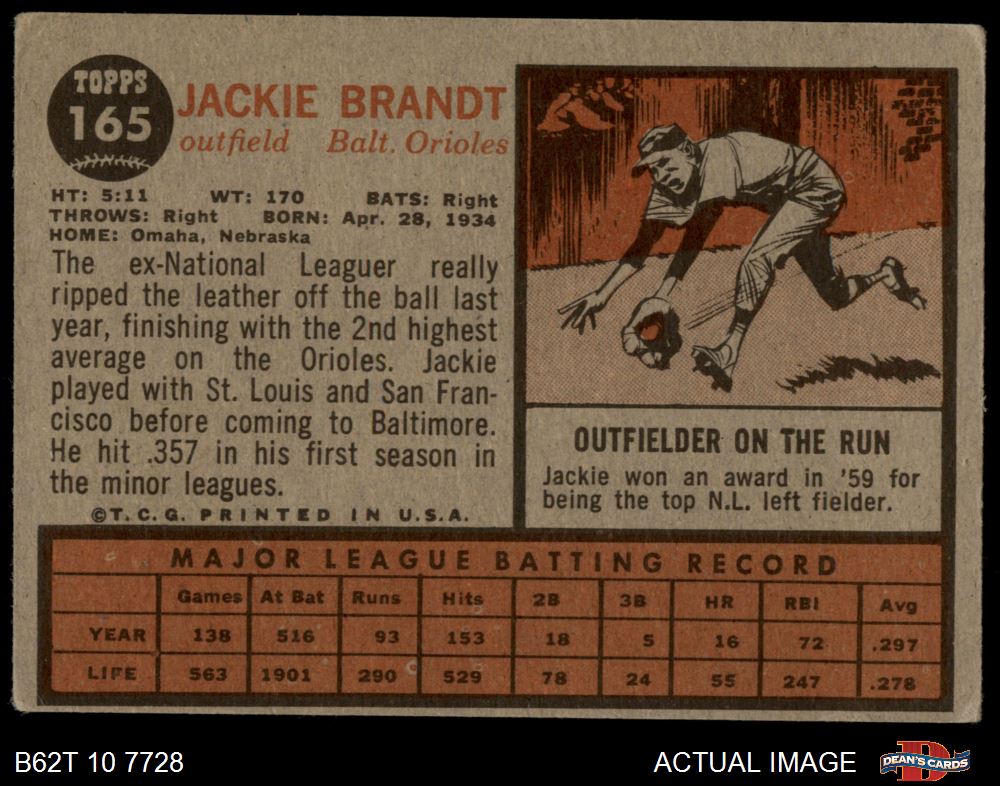 TOPPS
165
JACKIE BRANDT
outfield Balt. Orioles
HT: 5:11 WT: 170 BATS: Right
THROWS: Right BORN: Apr. 28, 1934
HOME: Omaha, Nebraska
The ex-National Leaguer really
ripped the leather off the ball last
year, finishing with the 2nd highest
average on the Orioles. Jackie
played with St. Louis and San Fran-
cisco before coming to Baltimore.
He hit .357 in his first season in
the minor leagues.
©T.C.G. PRINTED IN U.S.A.
OUTFIELDER ON THE RUN
Jackie won an award in '59 for
being the top N.L. left fielder.
MAJOR LEAGUE BATTING RECORD
Games At Bat Runs Hits 2B 3B HR RBI Avg
YEAR 138 516 93 153 18 5 16 72 .297
LIFE 563 1901 290 529 78 24 55 247 .278
B62T 10 7728 ACTUAL IMAGE
DEAN'S CARDS